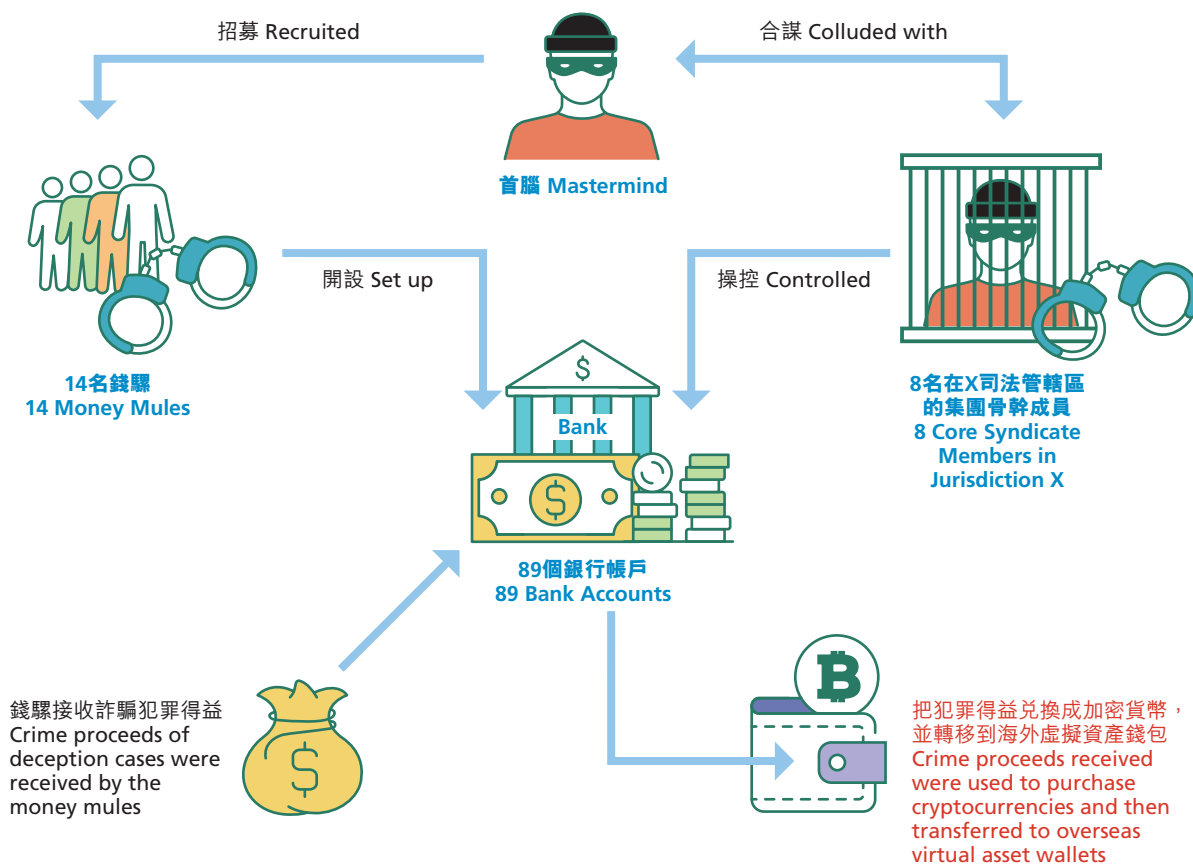 招募 Recruited
合謀 Colluded with
首腦 Mastermind
開設 Set up
操控 Controlled
14名錢騾
14 Money Mules
$
Bank
$
8名在X司法管轄區
的集團骨幹成員
8 Core Syndicate
Members in
Jurisdiction X
89個銀行帳戶
89 Bank Accounts
錢騾接收詐騙犯罪得益
Crime proceeds of
deception cases were
received by the
money mules
$
₿
把犯罪得益兌換成加密貨幣，
並轉移到海外虛擬資產錢包
Crime proceeds received
were used to purchase
cryptocurrencies and then
transferred to overseas
virtual asset wallets